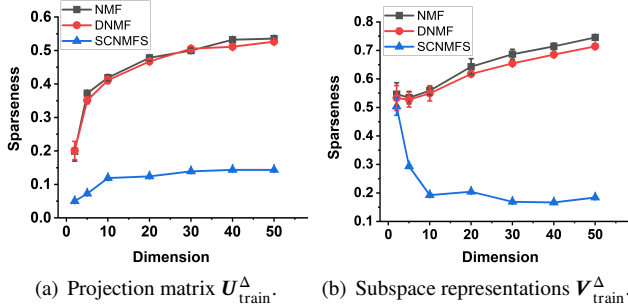 NMF
DNMF
SCNMFS
Sparseness
0.6
0.5
0.4
0.3
0.2
0.1
0.0
0 10 20 30 40 50
Dimension
(a) Projection matrix U^Δ_train.
NMF
DNMF
SCNMFS
Sparseness
0.8
0.7
0.6
0.5
0.4
0.3
0.2
0.1
0 10 20 30 40 50
Dimension
(b) Subspace representations V^Δ_train.